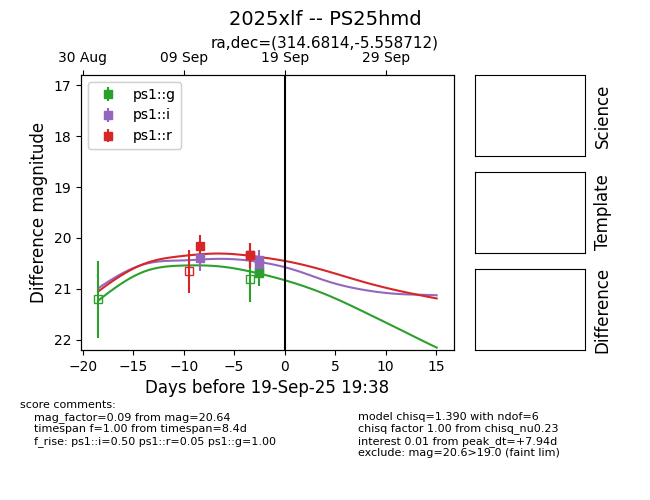 2025xlf -- PS25hmd
ra,dec=(314.6814,-5.558712)
30 Aug 09 Sep 19 Sep 29 Sep
17
18
19
20
21
22
Difference magnitude
ps1::g
ps1::i
ps1::r
−20 −15 −10 −5 0 5 10 15
Days before 19-Sep-25 19:38
Science
Template
Difference
score comments:
mag_factor=0.09 from mag=20.64
timespan f=1.00 from timespan=8.4d
f_rise: ps1::i=0.50 ps1::r=0.05 ps1::g=1.00
model chisq=1.390 with ndof=6
chisq factor 1.00 from chisq_nu0.23
interest 0.01 from peak_dt=+7.94d
exclude: mag=20.6>19.0 (faint lim)